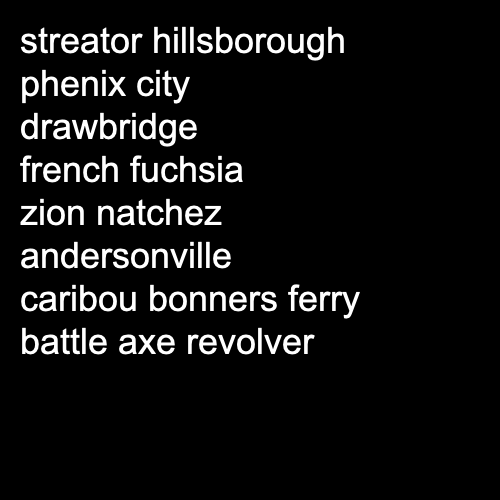 streator hillsborough
phenix city
drawbridge
french fuchsia
zion natchez
andersonville
caribou bonners ferry
battle axe revolver